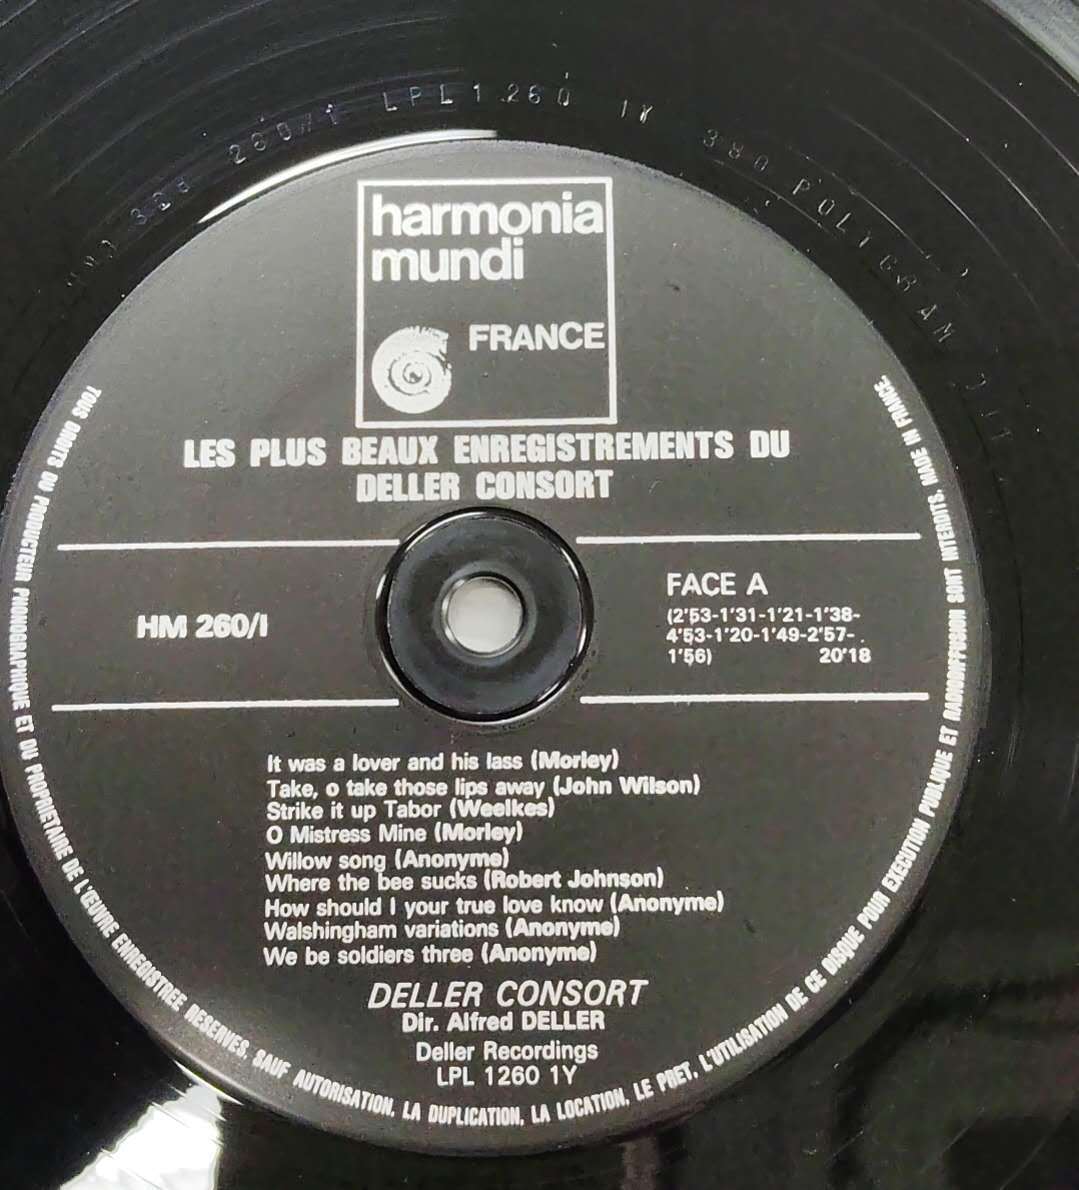 LPL 1260 1Y 380 POLYGRAM
harmonia
mundi
FRANCE
LES PLUS BEAUX ENREGISTREMENTS DU
DELLER CONSORT
HM 260/I
FACE A
(2'53-1'31-1'21-1'38-
4'53-1'20-1'49-2'57-
1'56) 20'18
It was a lover and his lass (Morley)
Take, o take those lips away (John Wilson)
Strike it up Tabor (Weelkes)
O Mistress Mine (Morley)
Willow song (Anonyme)
Where the bee sucks (Robert Johnson)
How should I your true love know (Anonyme)
Walshingham variations (Anonyme)
We be soldiers three (Anonyme)
DELLER CONSORT
Dir. Alfred DELLER
Deller Recordings
LPL 1260 1Y
TOUS DROITS DU PRODUCTEUR PHONOGRAPHIQUE ET DU PROPRIETAIRE DE L'ŒUVRE ENREGISTREE RESERVES. SAUF AUTORISATION, LA DUPLICATION, LA LOCATION, LE PRET, L'UTILISATION DE CE DISQUE POUR EXECUTION PUBLIQUE ET RADIODIFFUSION SONT INTERDITS. MADE IN FRANCE.